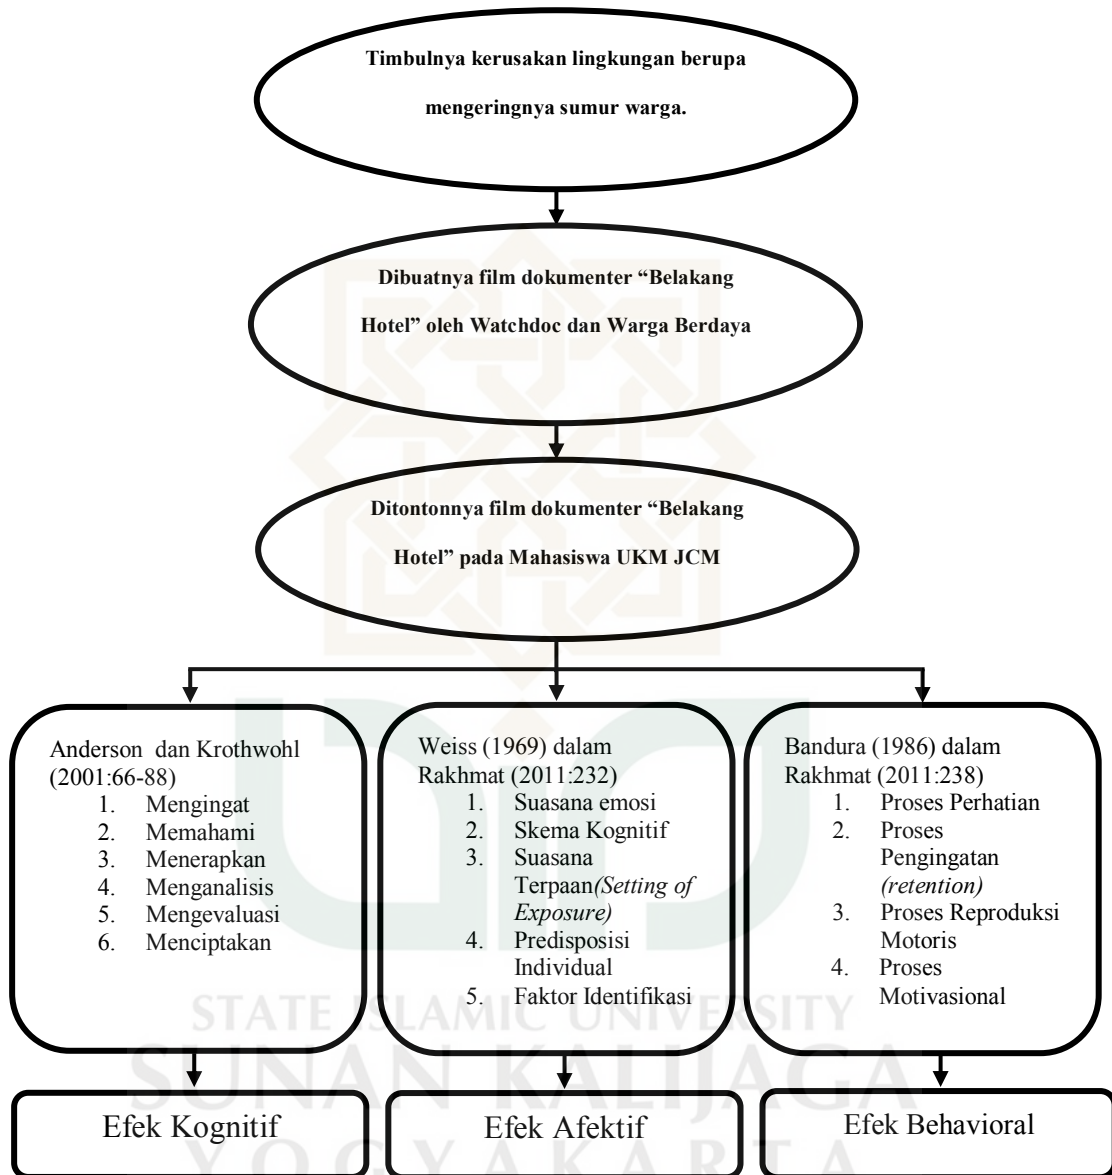 Timbulnya kerusakan lingkungan berupa
mengeringnya sumur warga.
Dibuatnya film dokumenter “Belakang
Hotel” oleh Watchdoc dan Warga Berdaya
Ditontonnya film dokumenter “Belakang
Hotel” pada Mahasiswa UKM JCM
Anderson dan Krothwohl
(2001:66-88)
1. Mengingat
2. Memahami
3. Menerapkan
4. Menganalisis
5. Mengevaluasi
6. Menciptakan
Weiss (1969) dalam
Rakhmat (2011:232)
1. Suasana emosi
2. Skema Kognitif
3. Suasana
Terpaan(Setting of
Exposure)
4. Predisposisi
Individual
5. Faktor Identifikasi
Bandura (1986) dalam
Rakhmat (2011:238)
1. Proses Perhatian
2. Proses
Pengingatan
(retention)
3. Proses Reproduksi
Motoris
4. Proses
Motivasional
STATE ISLAMIC UNIVERSITY
SUNAN KALIJAGA
YOGYAKARTA
Efek Kognitif
Efek Afektif
Efek Behavioral